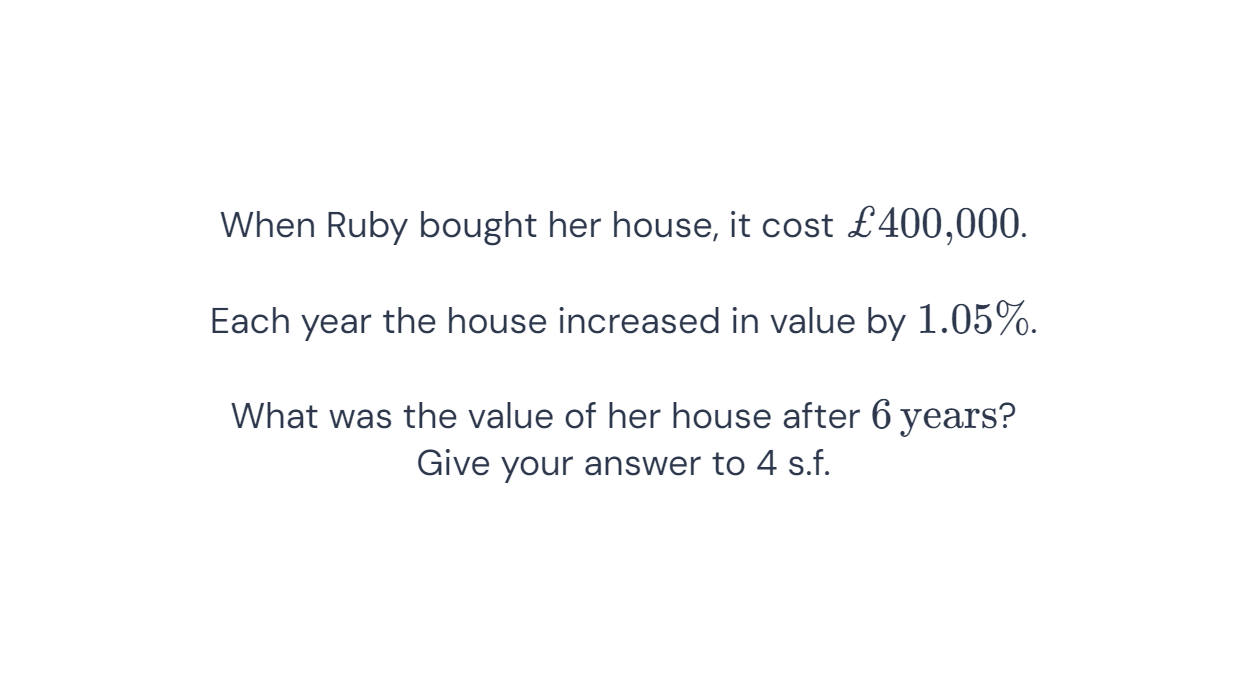 When Ruby bought her house, it cost £400,000.
Each year the house increased in value by 1.05%.
What was the value of her house after 6 years?
Give your answer to 4 s.f.